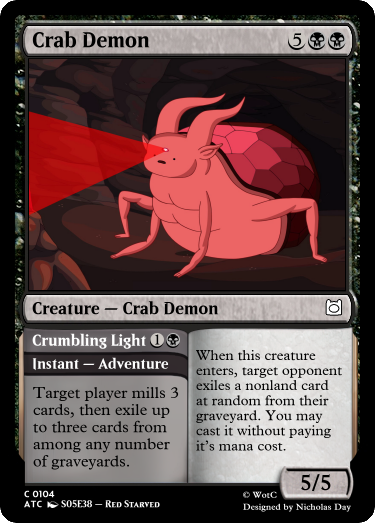 Crab Demon 5
Creature — Crab Demon
Crumbling Light 1
Instant — Adventure
Target player mills 3
cards, then exile up
to three cards from
among any number
of graveyards.
When this creature
enters, target opponent
exiles a nonland card
at random from their
graveyard. You may
cast it without paying
it's mana cost.
5/5
C 0104
ATC S05E38 – Red Starved
© WotC
Designed by Nicholas Day